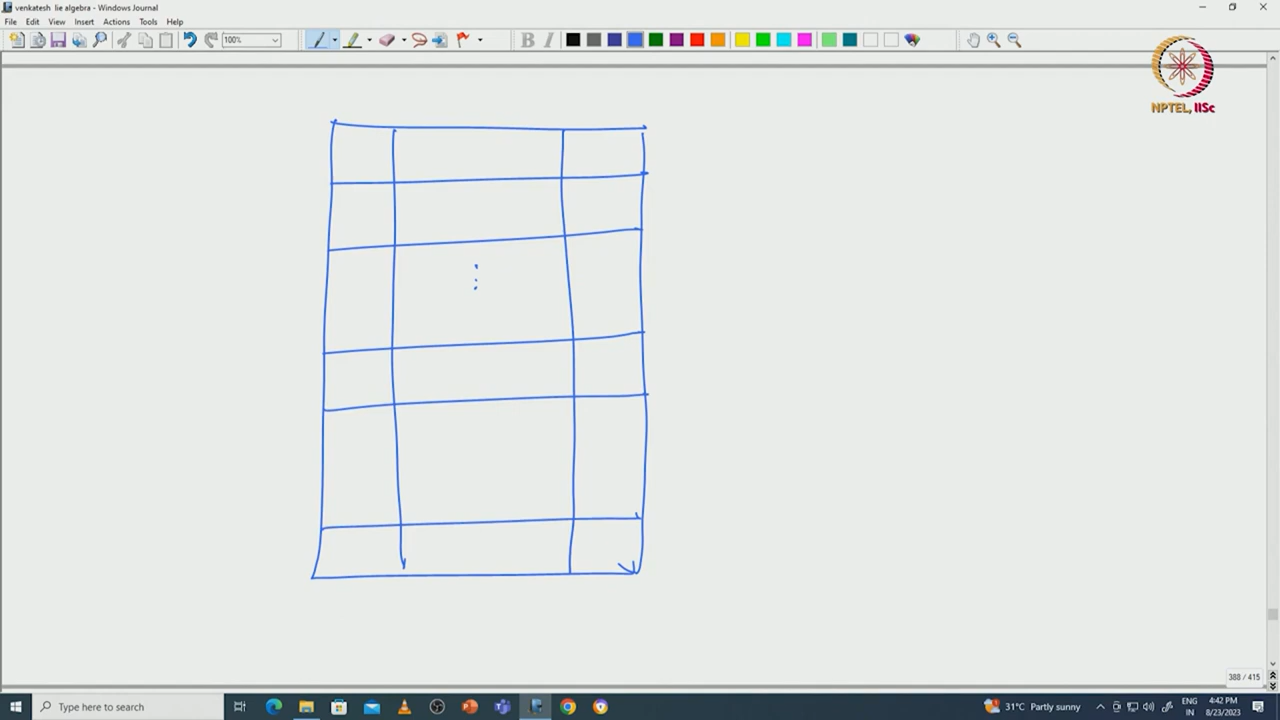 venkatesh lie algebra - Windows Journal
File Edit View Insert Actions Tools Help
100%
B I
NPTEL, IISc
⋮
388 / 415
Type here to search
31°C Partly sunny
ENG
IN
4:42 PM
8/23/2023